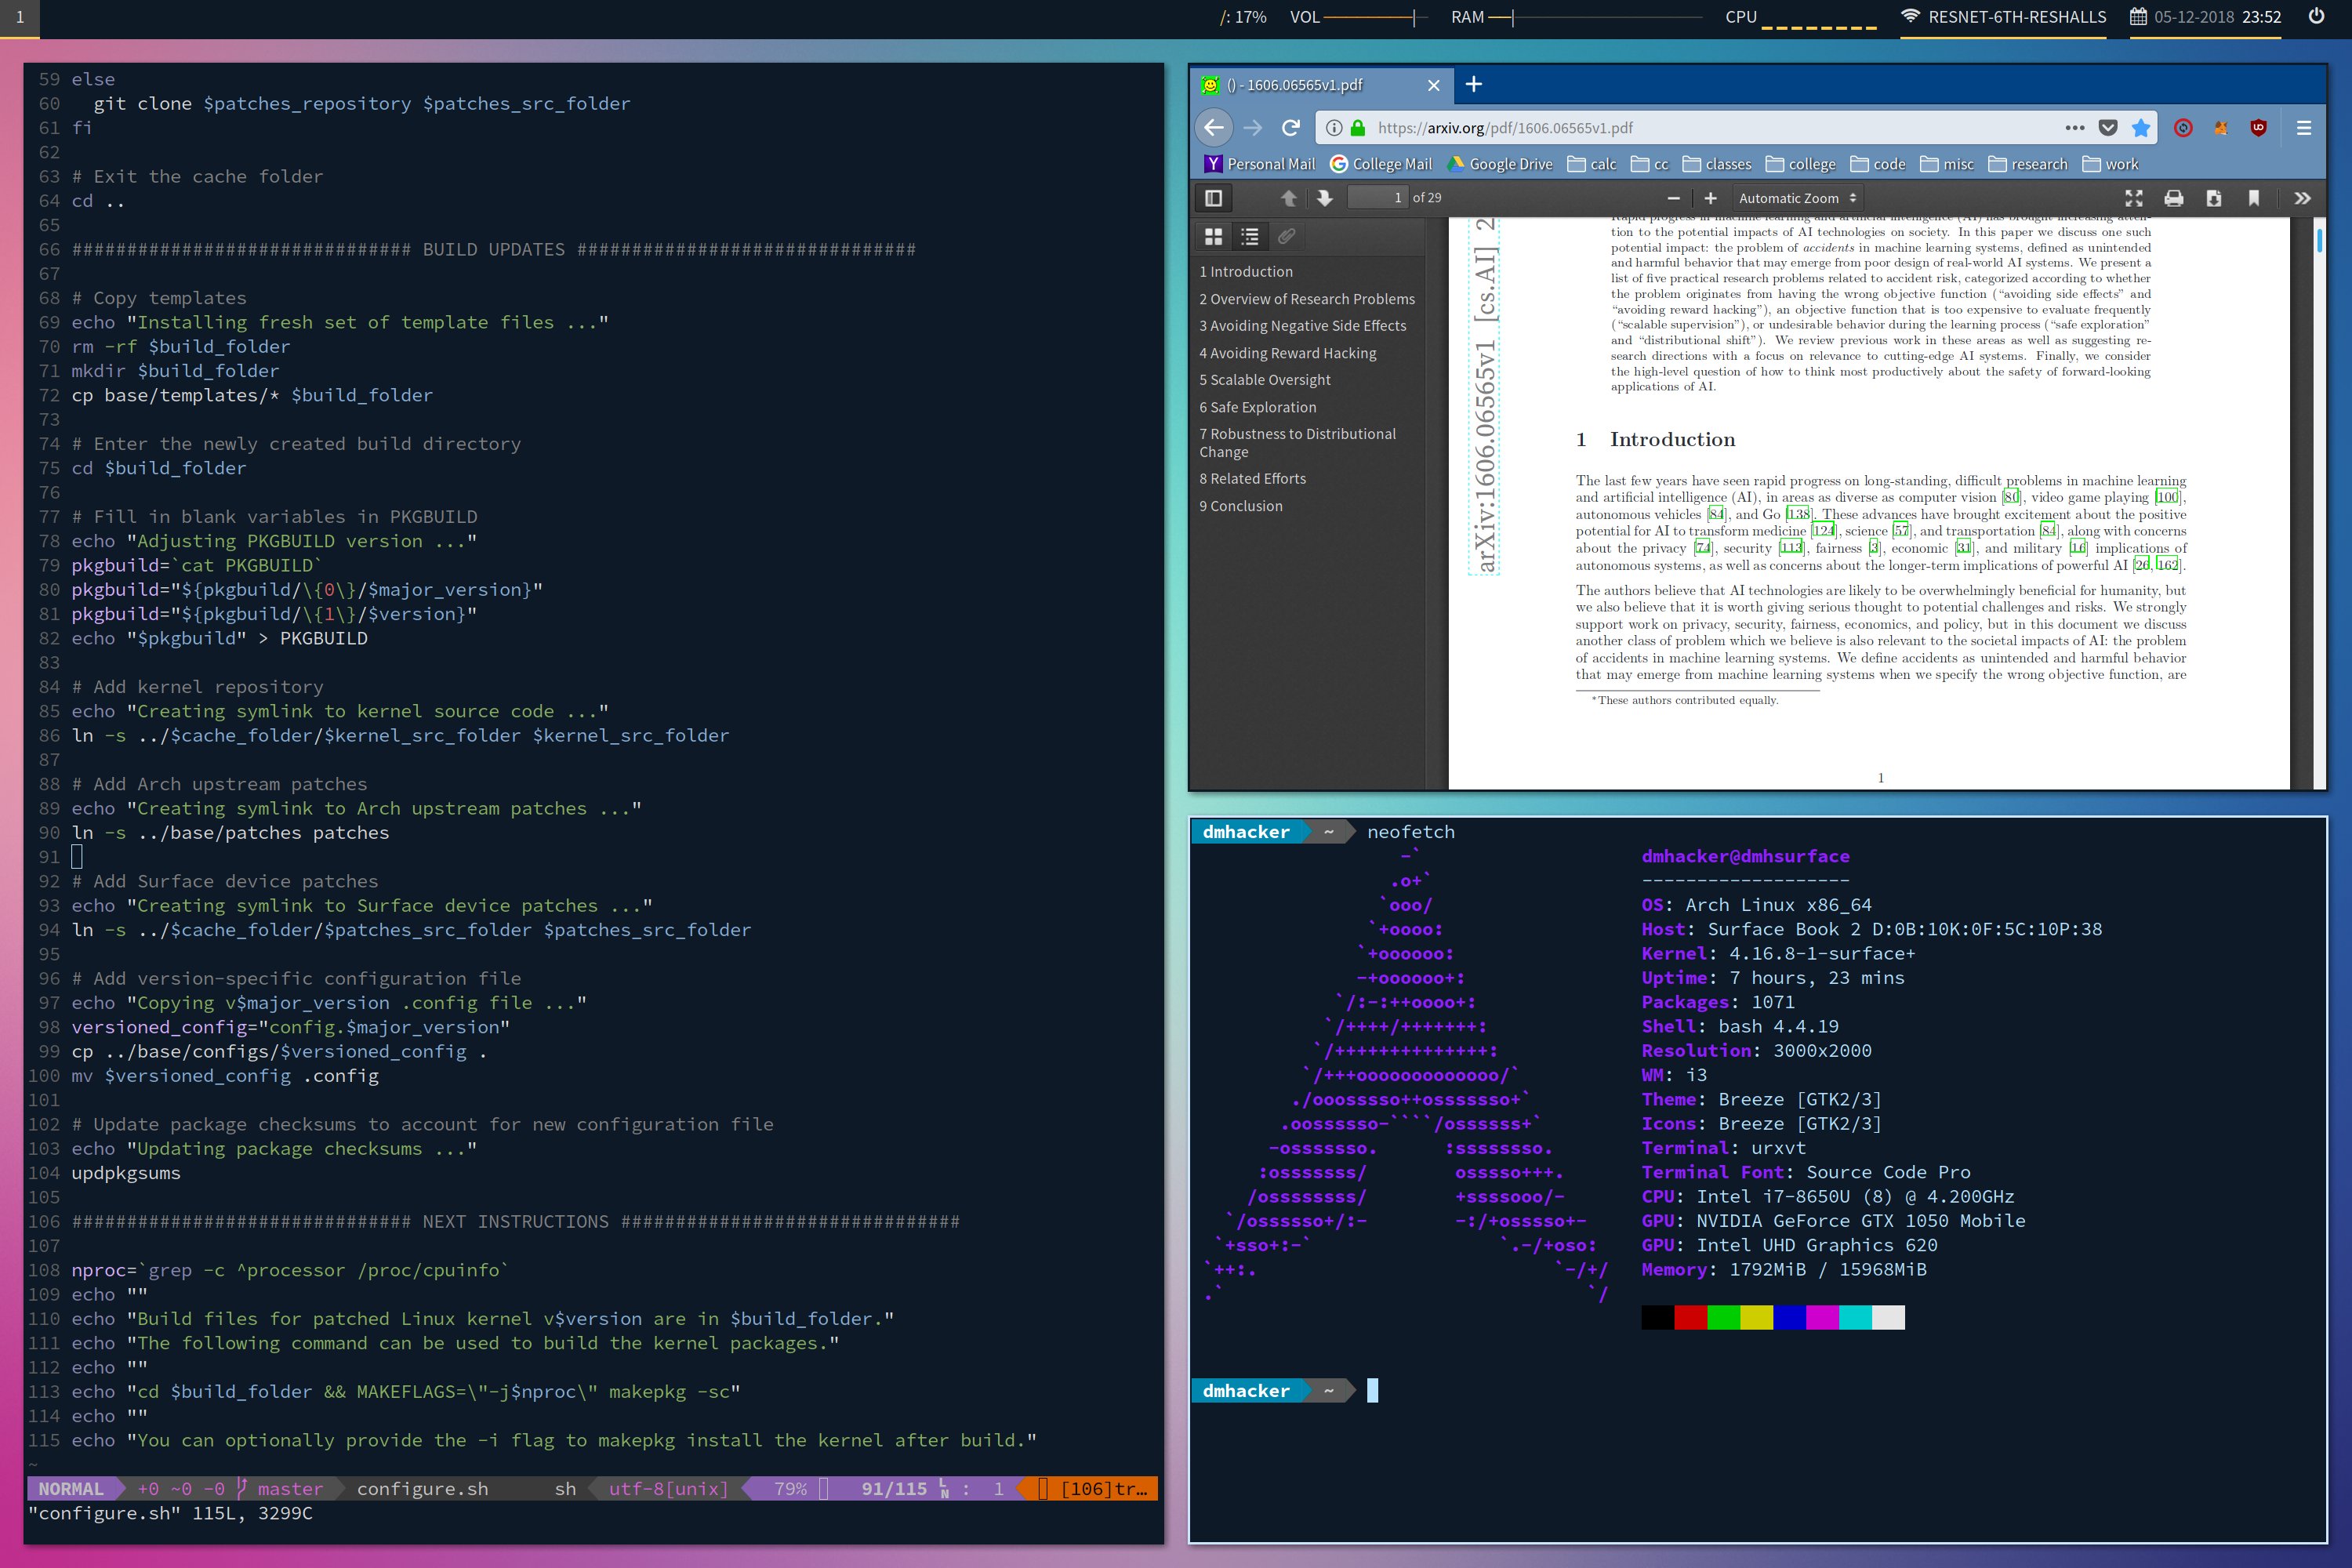 1
/: 17% VOL RAM CPU RESNET-6TH-RESHALLS 05-12-2018 23:52
59 else
60 git clone $patches_repository $patches_src_folder
61 fi
62
63 # Exit the cache folder
64 cd ..
65
66 ############################### BUILD UPDATES ###############################
67
68 # Copy templates
69 echo "Installing fresh set of template files ..."
70 rm -rf $build_folder
71 mkdir $build_folder
72 cp base/templates/* $build_folder
73
74 # Enter the newly created build directory
75 cd $build_folder
76
77 # Fill in blank variables in PKGBUILD
78 echo "Adjusting PKGBUILD version ..."
79 pkgbuild=`cat PKGBUILD`
80 pkgbuild="${pkgbuild/\{0\}/$major_version}"
81 pkgbuild="${pkgbuild/\{1\}/$version}"
82 echo "$pkgbuild" > PKGBUILD
83
84 # Add kernel repository
85 echo "Creating symlink to kernel source code ..."
86 ln -s ../$cache_folder/$kernel_src_folder $kernel_src_folder
87
88 # Add Arch upstream patches
89 echo "Creating symlink to Arch upstream patches ..."
90 ln -s ../base/patches patches
91
92 # Add Surface device patches
93 echo "Creating symlink to Surface device patches ..."
94 ln -s ../$cache_folder/$patches_src_folder $patches_src_folder
95
96 # Add version-specific configuration file
97 echo "Copying v$major_version .config file ..."
98 versioned_config="config.$major_version"
99 cp ../base/configs/$versioned_config .
100 mv $versioned_config .config
101
102 # Update package checksums to account for new configuration file
103 echo "Updating package checksums ..."
104 updpkgsums
105
106 ############################### NEXT INSTRUCTIONS ###############################
107
108 nproc=`grep -c ^processor /proc/cpuinfo`
109 echo ""
110 echo "Build files for patched Linux kernel v$version are in $build_folder."
111 echo "The following command can be used to build the kernel packages."
112 echo ""
113 echo "cd $build_folder && MAKEFLAGS=\"-j$nproc\" makepkg -sc"
114 echo ""
115 echo "You can optionally provide the -i flag to makepkg install the kernel after build."
~
NORMAL +0 ~0 -0 master configure.sh sh utf-8[unix] 79% 91/115 LN : 1 [106]tr…
"configure.sh" 115L, 3299C
() - 1606.06565v1.pdf
https://arxiv.org/pdf/1606.06565v1.pdf
Personal Mail College Mail Google Drive calc cc classes college code misc research work
1 of 29 Automatic Zoom
1 Introduction
2 Overview of Research Problems
3 Avoiding Negative Side Effects
4 Avoiding Reward Hacking
5 Scalable Oversight
6 Safe Exploration
7 Robustness to Distributional
Change
8 Related Efforts
9 Conclusion
arXiv:1606.06565v1 [cs.AI] 2
Rapid progress in machine learning and artificial intelligence (AI) has brought increasing atten-
tion to the potential impacts of AI technologies on society. In this paper we discuss one such
potential impact: the problem of accidents in machine learning systems, defined as unintended
and harmful behavior that may emerge from poor design of real-world AI systems. We present a
list of five practical research problems related to accident risk, categorized according to whether
the problem originates from having the wrong objective function (“avoiding side effects” and
“avoiding reward hacking”), an objective function that is too expensive to evaluate frequently
(“scalable supervision”), or undesirable behavior during the learning process (“safe exploration”
and “distributional shift”). We review previous work in these areas as well as suggesting re-
search directions with a focus on relevance to cutting-edge AI systems. Finally, we consider
the high-level question of how to think most productively about the safety of forward-looking
applications of AI.
1 Introduction
The last few years have seen rapid progress on long-standing, difficult problems in machine learning
and artificial intelligence (AI), in areas as diverse as computer vision [80], video game playing [100],
autonomous vehicles [84], and Go [138]. These advances have brought excitement about the positive
potential for AI to transform medicine [124], science [57], and transportation [84], along with concerns
about the privacy [74], security [113], fairness [3], economic [31], and military [16] implications of
autonomous systems, as well as concerns about the longer-term implications of powerful AI [26, 162].
The authors believe that AI technologies are likely to be overwhelmingly beneficial for humanity, but
we also believe that it is worth giving serious thought to potential challenges and risks. We strongly
support work on privacy, security, fairness, economics, and policy, but in this document we discuss
another class of problem which we believe is also relevant to the societal impacts of AI: the problem
of accidents in machine learning systems. We define accidents as unintended and harmful behavior
that may emerge from machine learning systems when we specify the wrong objective function, are
*These authors contributed equally.
1
dmhacker ~ neofetch
dmhacker@dmhsurface
-------------------
OS: Arch Linux x86_64
Host: Surface Book 2 D:0B:10K:0F:5C:10P:38
Kernel: 4.16.8-1-surface+
Uptime: 7 hours, 23 mins
Packages: 1071
Shell: bash 4.4.19
Resolution: 3000x2000
WM: i3
Theme: Breeze [GTK2/3]
Icons: Breeze [GTK2/3]
Terminal: urxvt
Terminal Font: Source Code Pro
CPU: Intel i7-8650U (8) @ 4.200GHz
GPU: NVIDIA GeForce GTX 1050 Mobile
GPU: Intel UHD Graphics 620
Memory: 1792MiB / 15968MiB
dmhacker ~